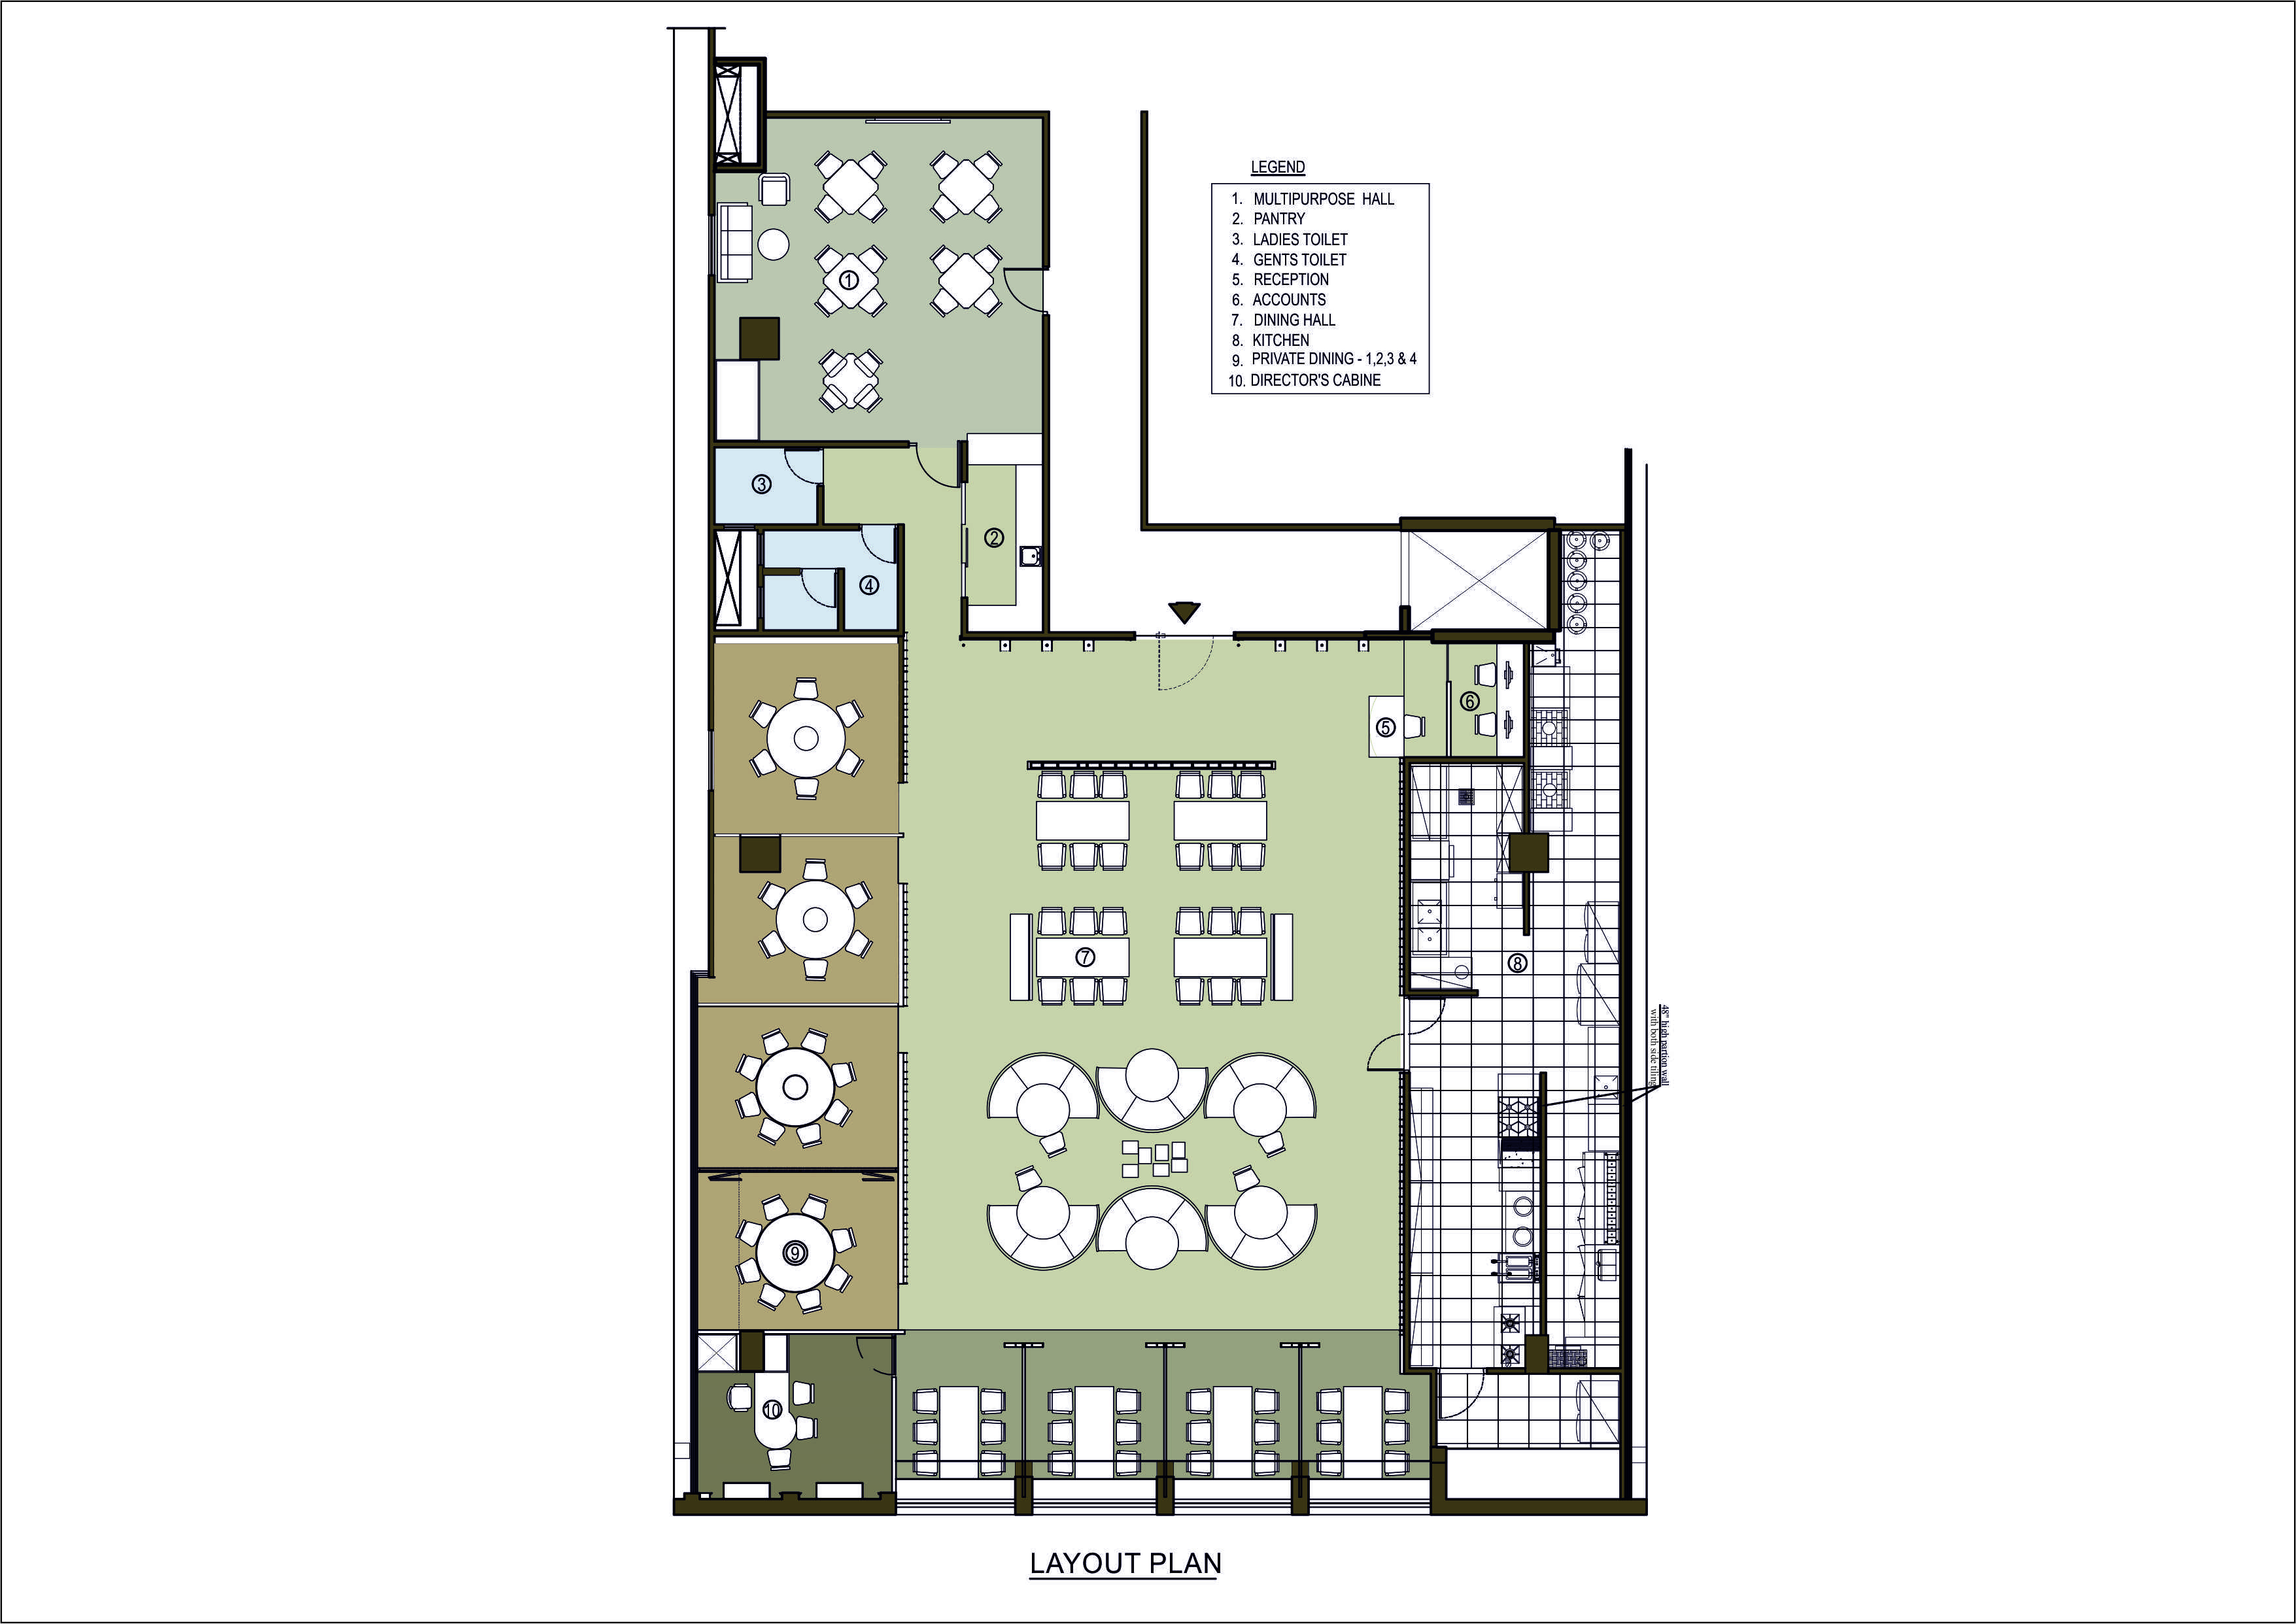 LEGEND
1. MULTIPURPOSE HALL
2. PANTRY
3. LADIES TOILET
4. GENTS TOILET
5. RECEPTION
6. ACCOUNTS
7. DINING HALL
8. KITCHEN
9. PRIVATE DINING - 1,2,3 & 4
10. DIRECTOR'S CABINE
1
3
2
4
6
5
7
8
48" high partion wall
with both side tiling
9
10
LAYOUT PLAN